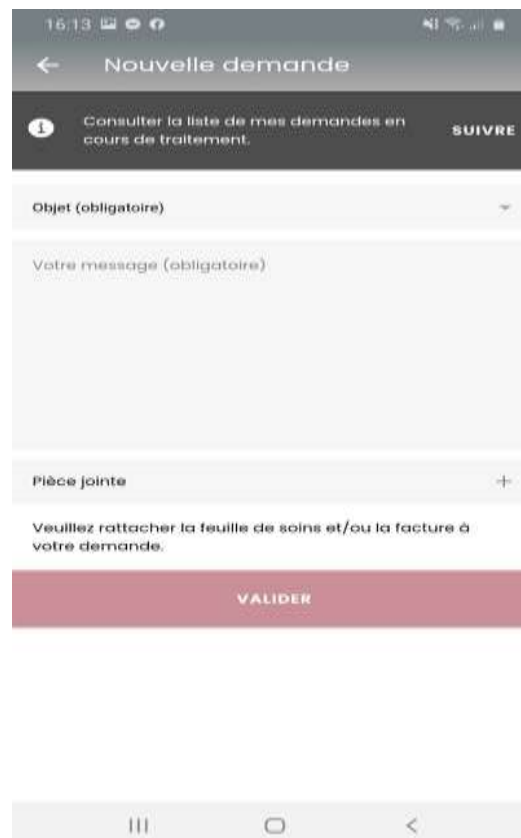 16:13
Nouvelle demande
Consulter la liste de mes demandes en
cours de traitement.
SUIVRE
Objet (obligatoire)
Votre message (obligatoire)
Pièce jointe
Veuillez rattacher la feuille de soins et/ou la facture à
votre demande.
VALIDER